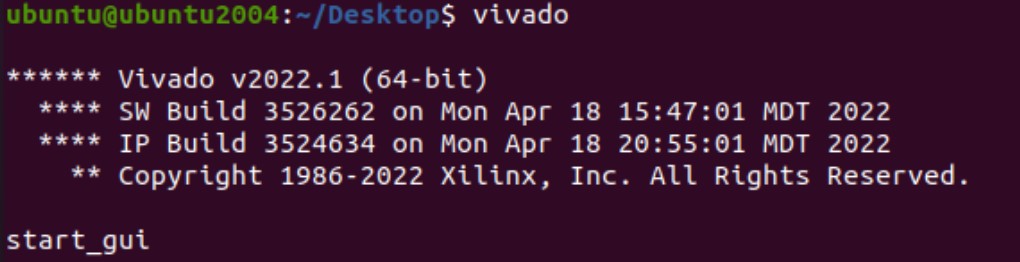 ubuntu@ubuntu2004:~/Desktop$ vivado
****** Vivado v2022.1 (64-bit)
**** SW Build 3526262 on Mon Apr 18 15:47:01 MDT 2022
**** IP Build 3524634 on Mon Apr 18 20:55:01 MDT 2022
** Copyright 1986-2022 Xilinx, Inc. All Rights Reserved.
start_gui